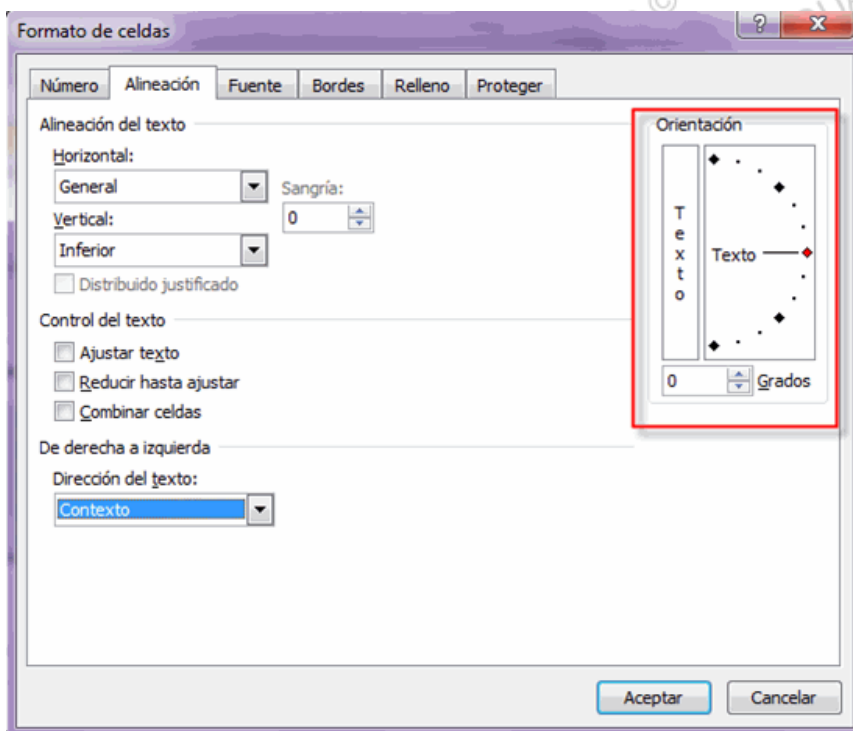 Formato de celdas
Número Alineación Fuente Bordes Relleno Proteger
Alineación del texto
Horizontal:
General
Sangría:
0
Vertical:
Inferior
Distribuido justificado
Control del texto
Ajustar texto
Reducir hasta ajustar
Combinar celdas
De derecha a izquierda
Dirección del texto:
Contexto
Orientación
Texto
Texto
0 Grados
Aceptar Cancelar